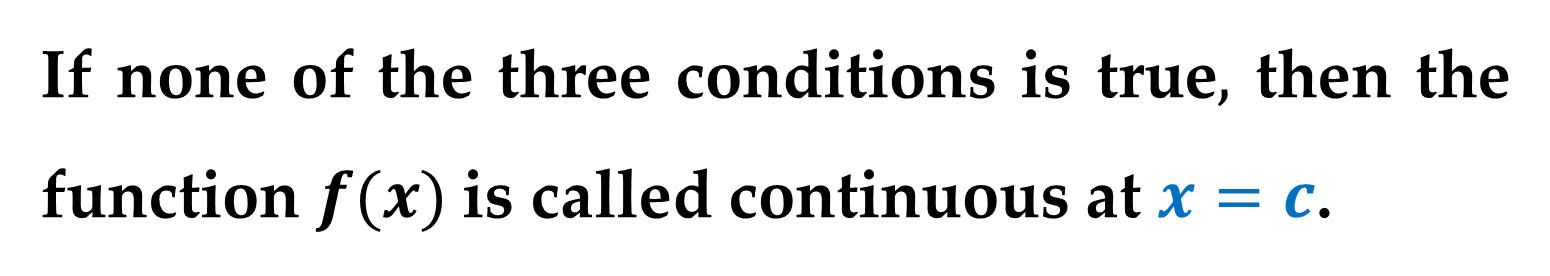 If none of the three conditions is true, then the
function f(x) is called continuous at x = c.